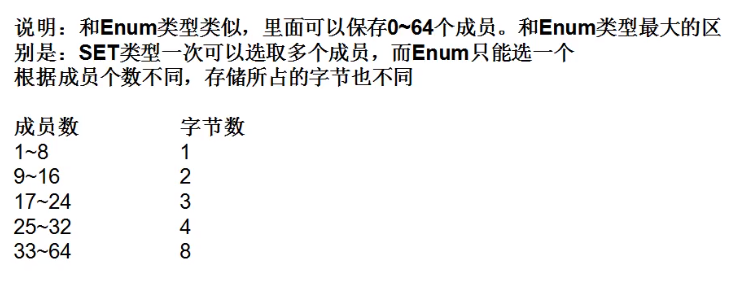 说明：和Enum类型类似，里面可以保存0~64个成员。和Enum类型最大的区
别是：SET类型一次可以选取多个成员，而Enum只能选一个
根据成员个数不同，存储所占的字节也不同
成员数 字节数
1~8 1
9~16 2
17~24 3
25~32 4
33~64 8